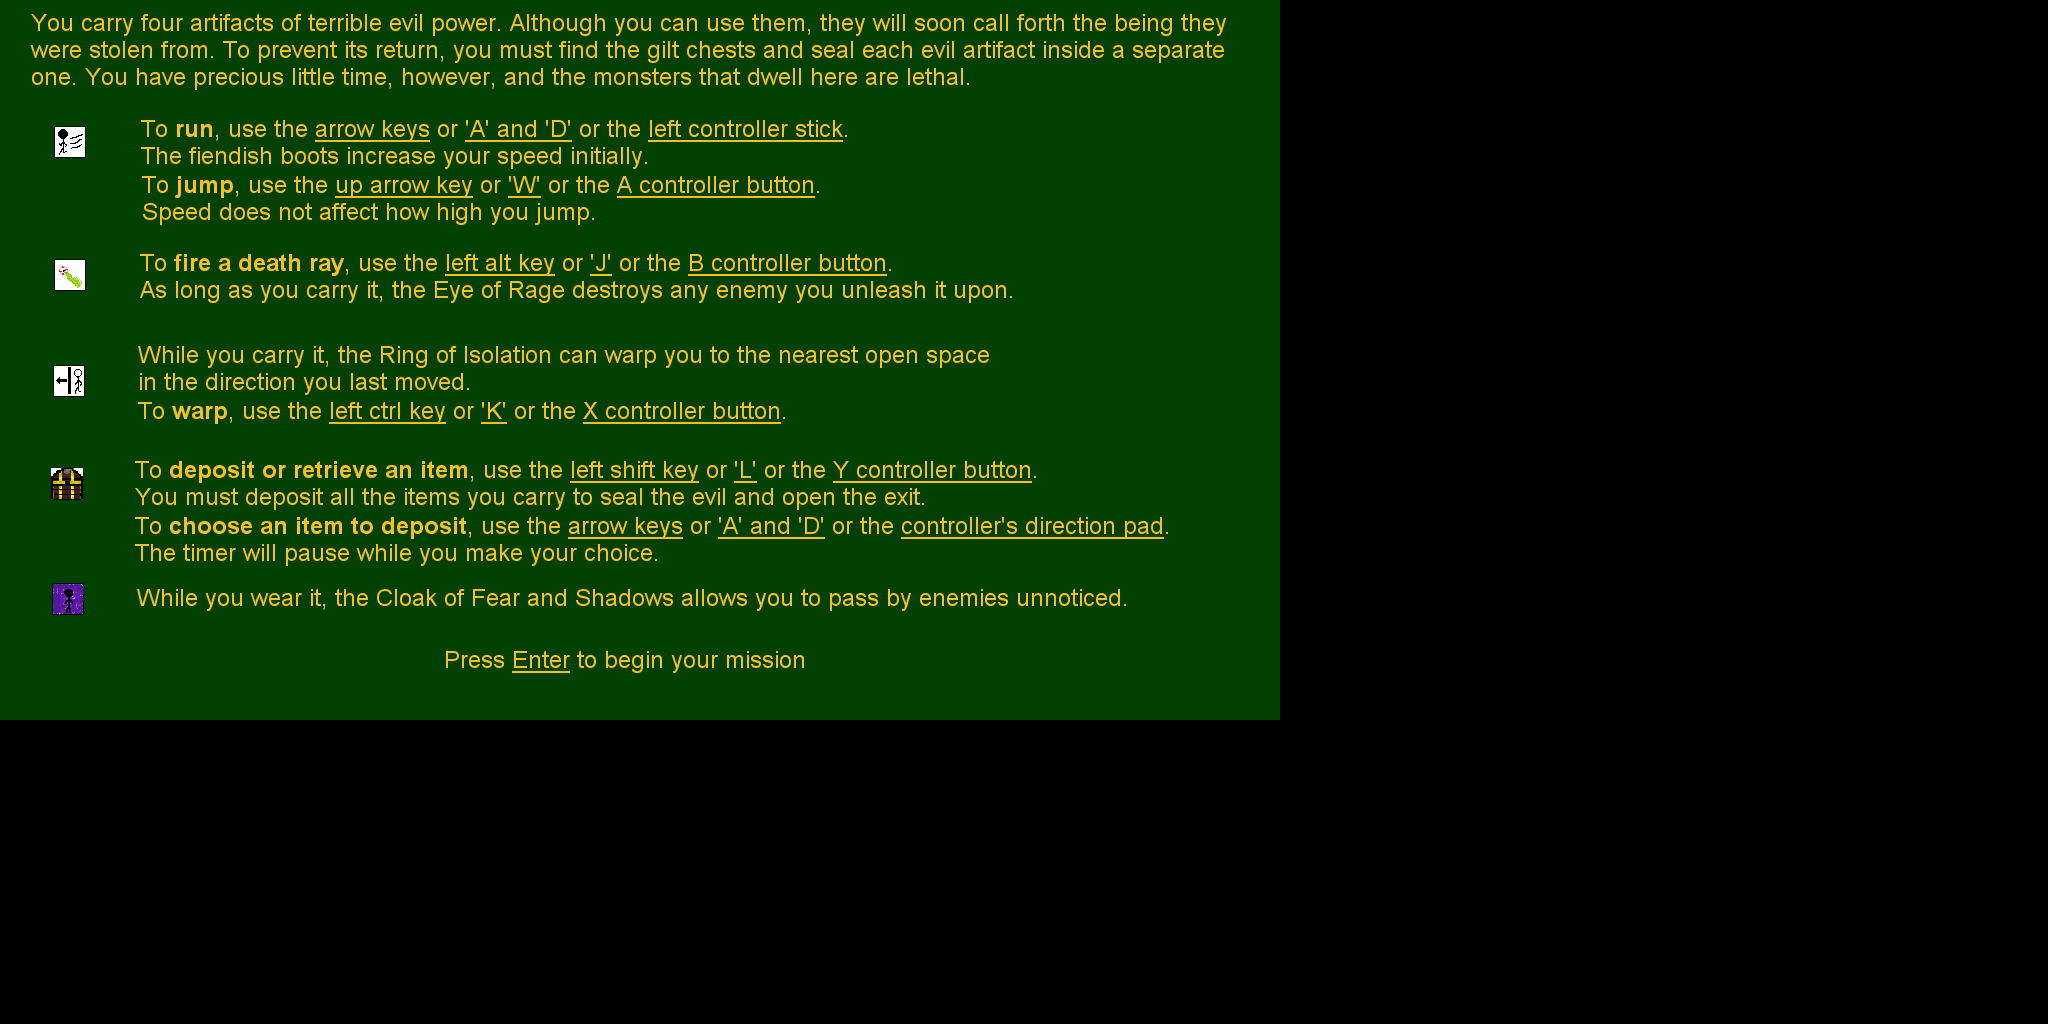 You carry four artifacts of terrible evil power. Although you can use them, they will soon call forth the being they
were stolen from. To prevent its return, you must find the gilt chests and seal each evil artifact inside a separate
one. You have precious little time, however, and the monsters that dwell here are lethal.
To run, use the arrow keys or 'A' and 'D' or the left controller stick.
The fiendish boots increase your speed initially.
To jump, use the up arrow key or 'W' or the A controller button.
Speed does not affect how high you jump.
To fire a death ray, use the left alt key or 'J' or the B controller button.
As long as you carry it, the Eye of Rage destroys any enemy you unleash it upon.
While you carry it, the Ring of Isolation can warp you to the nearest open space
in the direction you last moved.
To warp, use the left ctrl key or 'K' or the X controller button.
To deposit or retrieve an item, use the left shift key or 'L' or the Y controller button.
You must deposit all the items you carry to seal the evil and open the exit.
To choose an item to deposit, use the arrow keys or 'A' and 'D' or the controller's direction pad.
The timer will pause while you make your choice.
While you wear it, the Cloak of Fear and Shadows allows you to pass by enemies unnoticed.
Press Enter to begin your mission